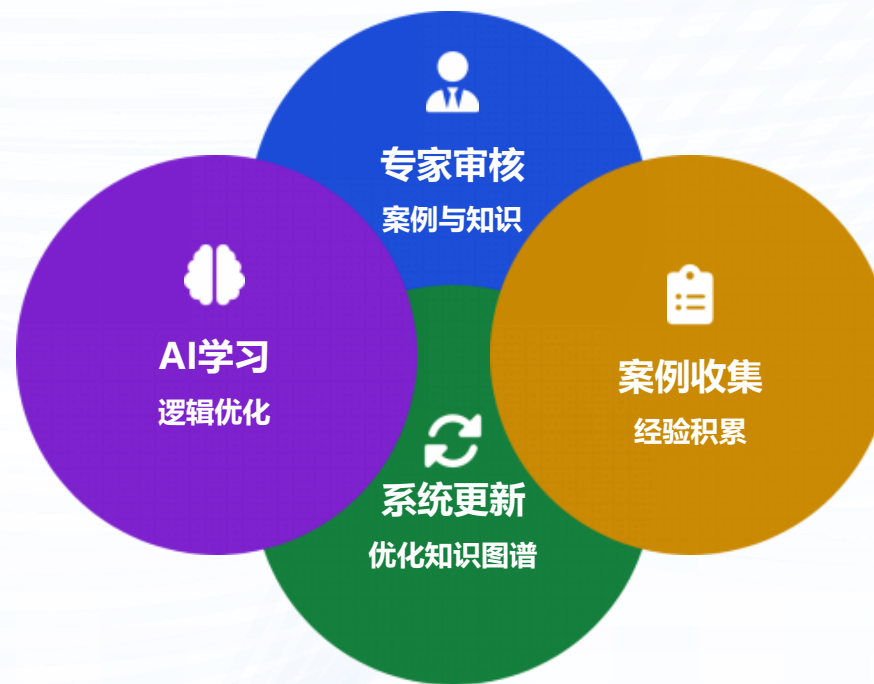 专家审核
案例与知识
AI学习
逻辑优化
案例收集
经验积累
系统更新
优化知识图谱